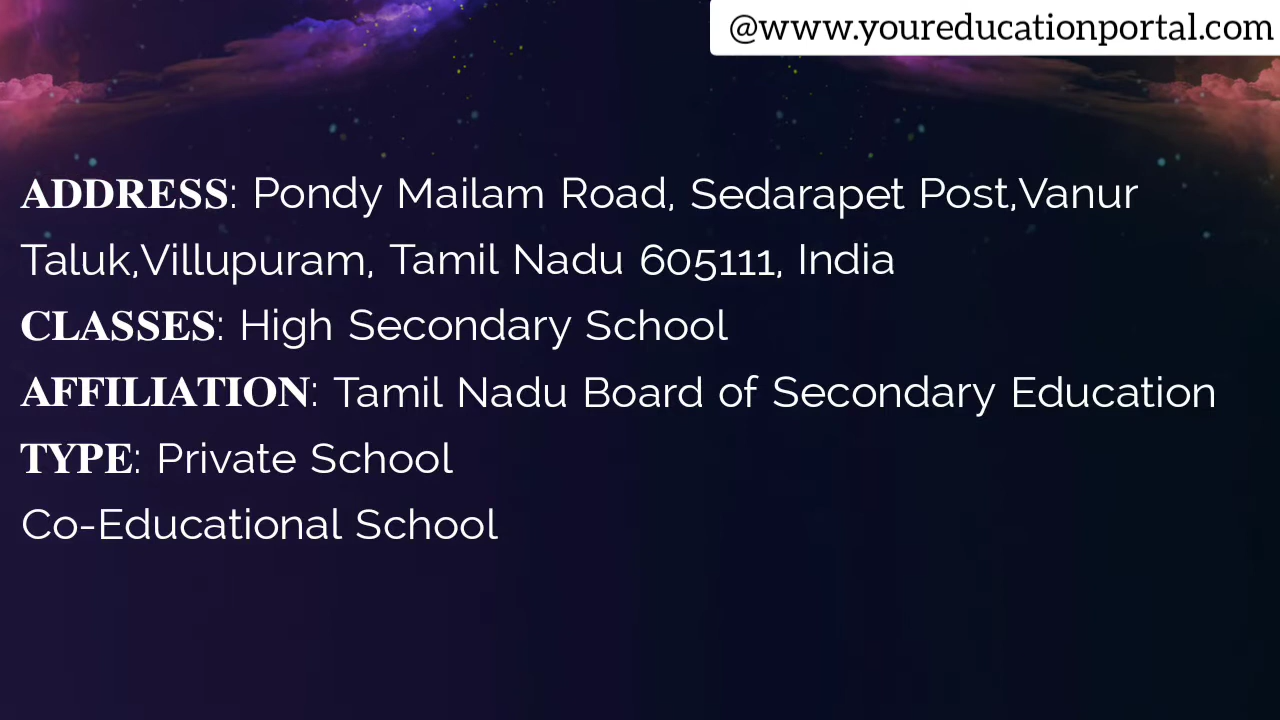 @www.youreducationportal.com
ADDRESS: Pondy Mailam Road, Sedarapet Post,Vanur
Taluk,Villupuram, Tamil Nadu 605111, India
CLASSES: High Secondary School
AFFILIATION: Tamil Nadu Board of Secondary Education
TYPE: Private School
Co-Educational School